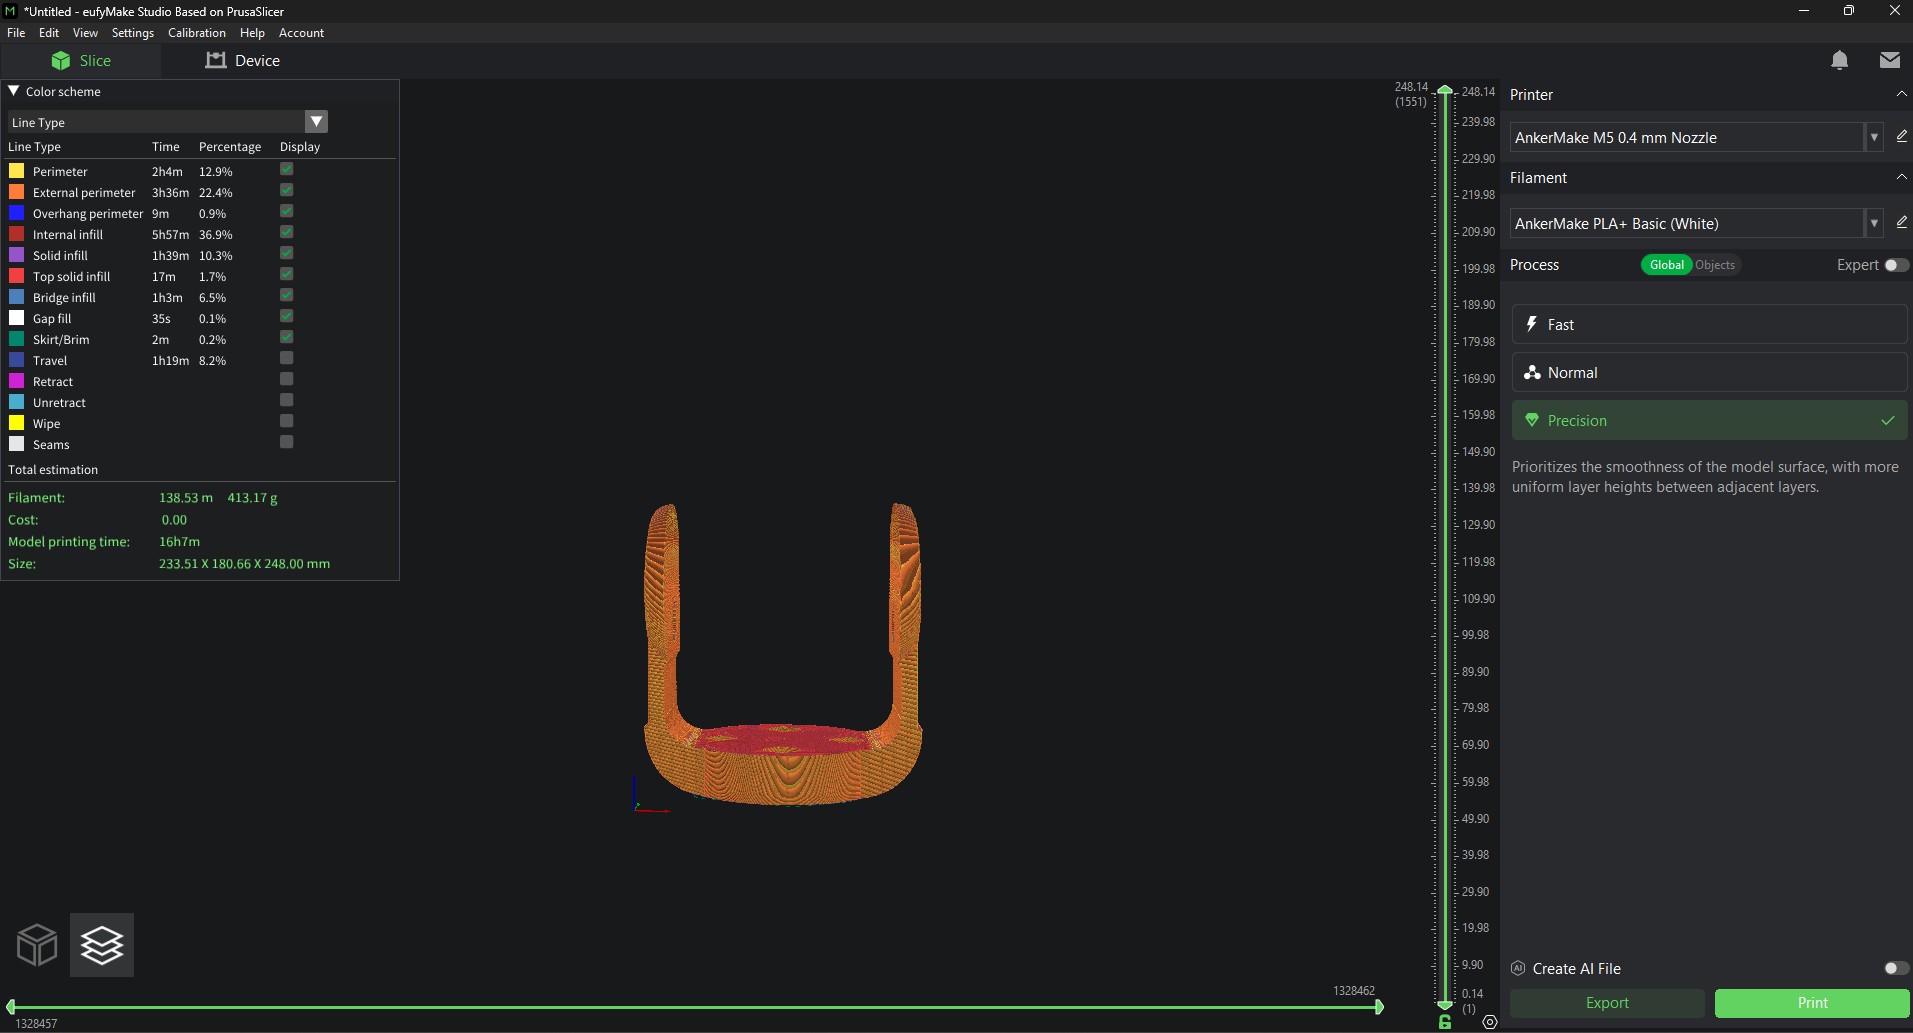 *Untitled - eufyMake Studio Based on PrusaSlicer
File Edit View Settings Calibration Help Account
Slice Device
Color scheme
Line Type
Line Type Time Percentage Display
Perimeter 2h4m 12.9%
External perimeter 3h36m 22.4%
Overhang perimeter 9m 0.9%
Internal infill 5h57m 36.9%
Solid infill 1h39m 10.3%
Top solid infill 17m 1.7%
Bridge infill 1h3m 6.5%
Gap fill 35s 0.1%
Skirt/Brim 2m 0.2%
Travel 1h19m 8.2%
Retract
Unretract
Wipe
Seams
Total estimation
Filament: 138.53 m 413.17 g
Cost: 0.00
Model printing time: 16h7m
Size: 233.51 X 180.66 X 248.00 mm
1328462
1328457
248.14
(1551)
248.14
239.98
229.90
219.98
209.90
199.98
189.90
179.98
169.90
159.98
149.90
139.98
129.90
119.98
109.90
99.98
89.90
79.98
69.90
59.98
49.90
39.98
29.90
19.98
9.90
0.14
(1)
Printer
AnkerMake M5 0.4 mm Nozzle
Filament
AnkerMake PLA+ Basic (White)
Process Global Objects Expert
Fast
Normal
Precision
Prioritizes the smoothness of the model surface, with more
uniform layer heights between adjacent layers.
AI Create AI File
Export Print